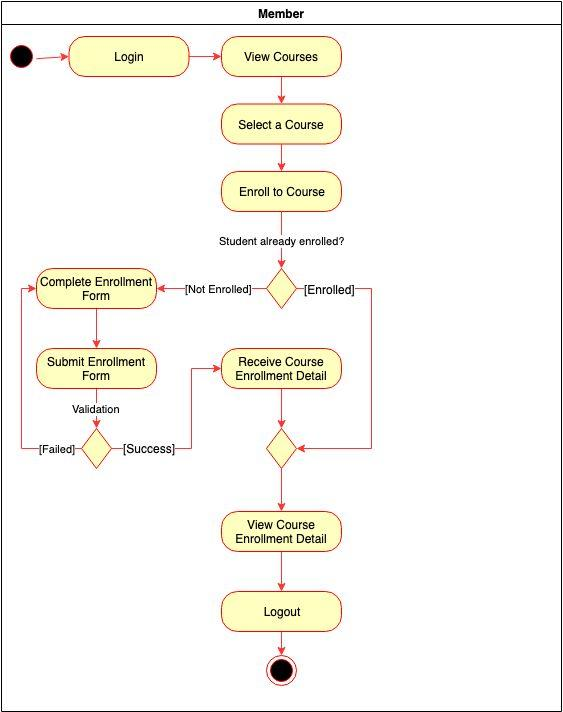 Member
Login
View Courses
Select a Course
Enroll to Course
Student already enrolled?
Complete Enrollment
Form
[Not Enrolled]
[Enrolled]
Submit Enrollment
Form
Receive Course
Enrollment Detail
Validation
[Failed]
[Success]
View Course
Enrollment Detail
Logout